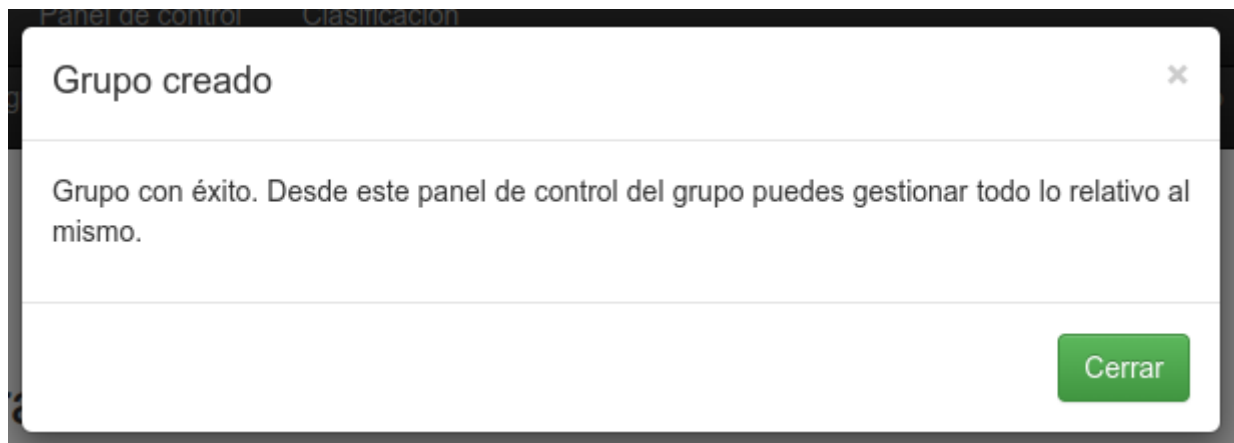 Panel de control Clasificación
Grupo creado ×
Grupo con éxito. Desde este panel de control del grupo puedes gestionar todo lo relativo al
mismo.
Cerrar